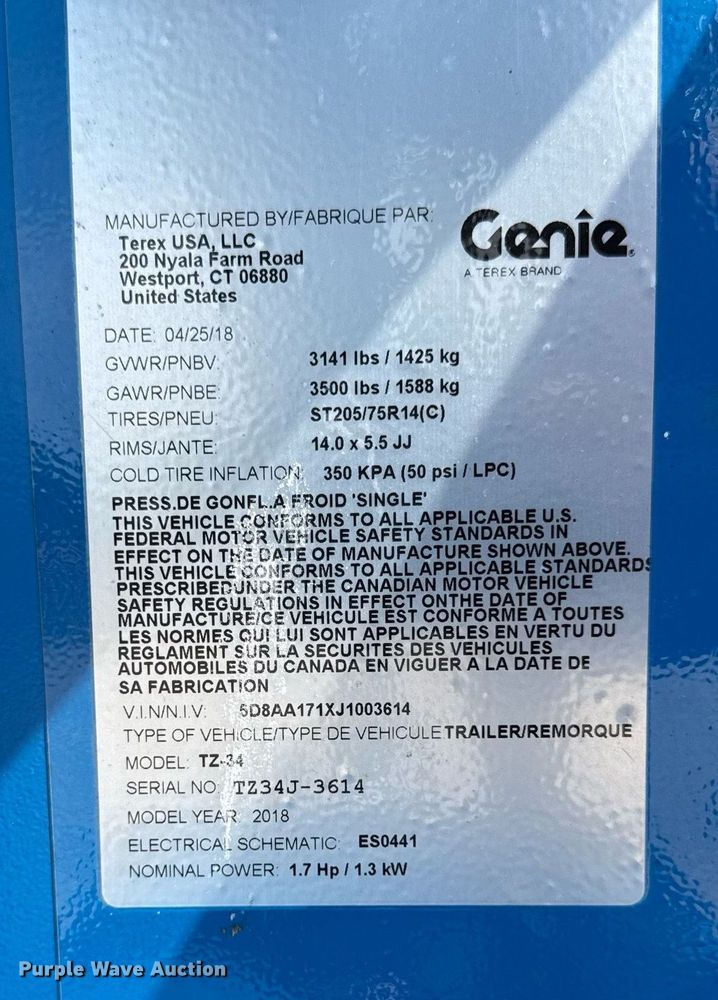 MANUFACTURED BY/FABRIQUE PAR:
Terex USA, LLC
200 Nyala Farm Road
Westport, CT 06880
United States
Genie
A TEREX BRAND
DATE: 04/25/18
GVWR/PNBV: 3141 lbs / 1425 kg
GAWR/PNBE: 3500 lbs / 1588 kg
TIRES/PNEU: ST205/75R14(C)
RIMS/JANTE: 14.0 x 5.5 JJ
COLD TIRE INFLATION: 350 KPA (50 psi / LPC)
PRESS.DE GONFL.A FROID 'SINGLE'
THIS VEHICLE CONFORMS TO ALL APPLICABLE U.S.
FEDERAL MOTOR VEHICLE SAFETY STANDARDS IN
EFFECT ON THE DATE OF MANUFACTURE SHOWN ABOVE.
THIS VEHICLE CONFORMS TO ALL APPLICABLE STANDARDS
PRESCRIBEDUNDER THE CANADIAN MOTOR VEHICLE
SAFETY REGULATIONS IN EFFECT ONTHE DATE OF
MANUFACTURE/CE VEHICULE EST CONFORME A TOUTES
LES NORMES QUI LUI SONT APPLICABLES EN VERTU DU
REGLAMENT SUR LA SECURITES DES VEHICULES
AUTOMOBILES DU CANADA EN VIGUER A LA DATE DE
SA FABRICATION
V.I.N/N.I.V: 5D8AA171XJ1003614
TYPE OF VEHICLE/TYPE DE VEHICULE TRAILER/REMORQUE
MODEL: TZ-34
SERIAL NO: TZ34J-3614
MODEL YEAR: 2018
ELECTRICAL SCHEMATIC: ES0441
NOMINAL POWER: 1.7 Hp / 1.3 kW
Purple Wave Auction